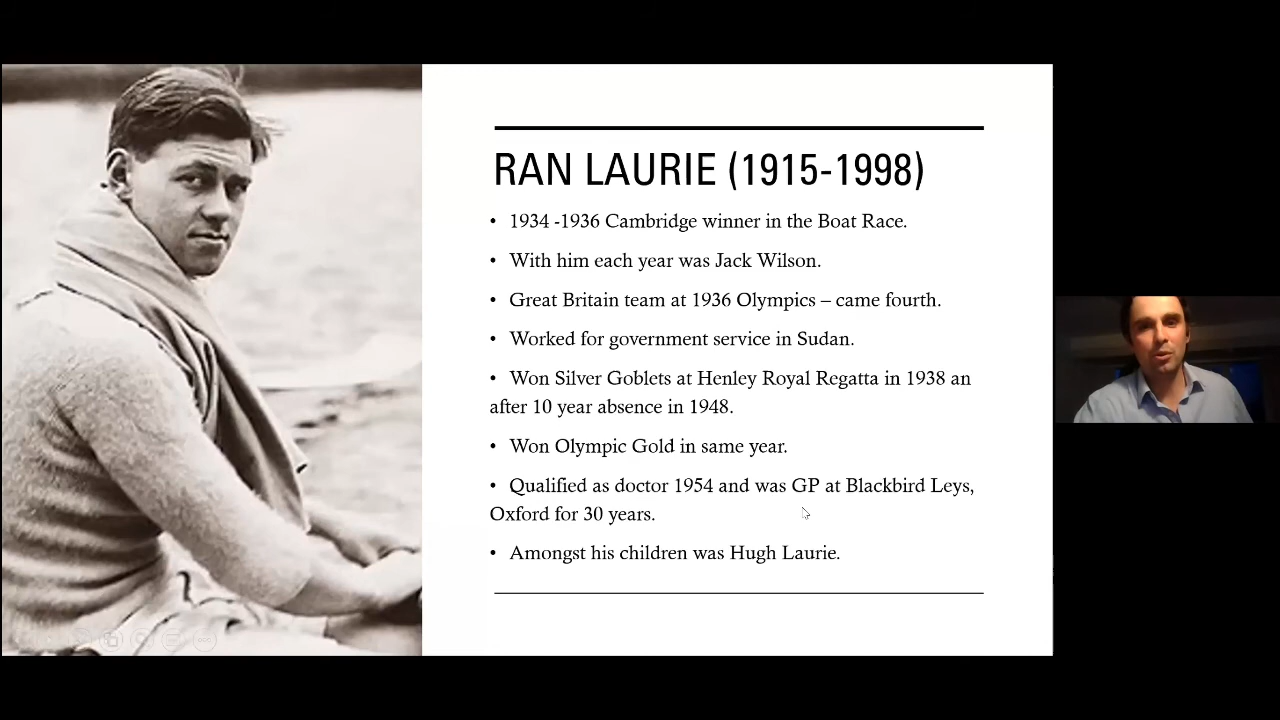 RAN LAURIE (1915-1998)
• 1934 -1936 Cambridge winner in the Boat Race.
• With him each year was Jack Wilson.
• Great Britain team at 1936 Olympics – came fourth.
• Worked for government service in Sudan.
• Won Silver Goblets at Henley Royal Regatta in 1938 an
after 10 year absence in 1948.
• Won Olympic Gold in same year.
• Qualified as doctor 1954 and was GP at Blackbird Leys,
Oxford for 30 years.
• Amongst his children was Hugh Laurie.